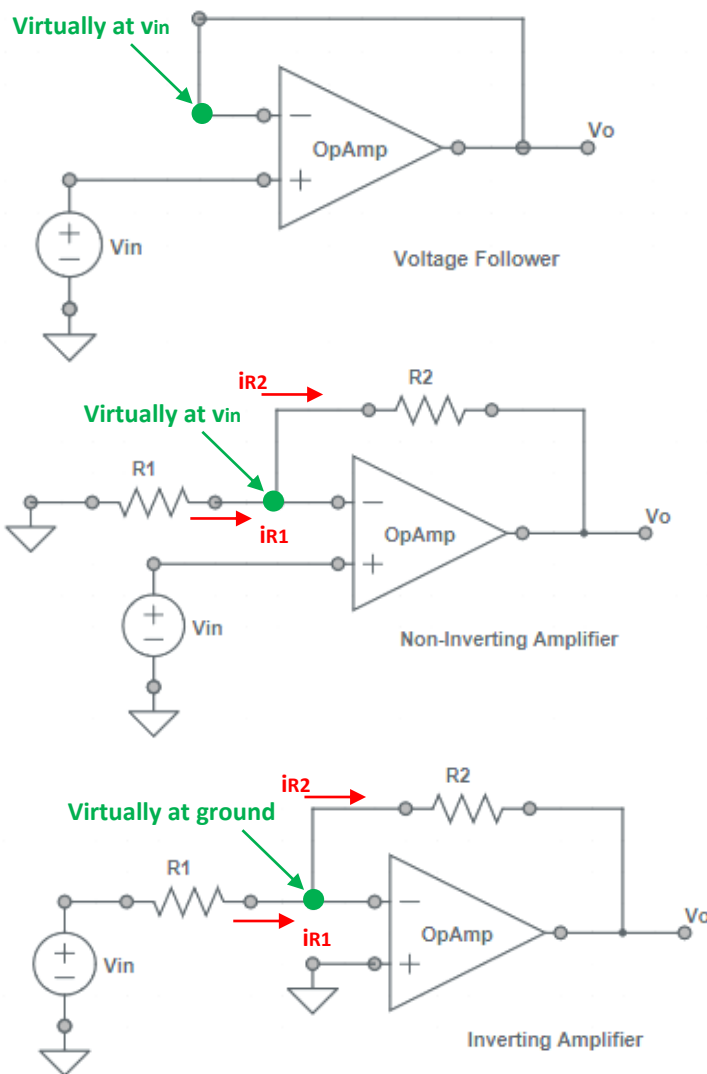 Virtually at vin
−
OpAmp
Vo
+
+
−
Vin
Voltage Follower
iR2
R2
Virtually at vin
R1
−
iR1
OpAmp
Vo
+
+
−
Vin
Non-Inverting Amplifier
iR2
R2
Virtually at ground
R1
−
Vo
iR1
OpAmp
+
+
−
Vin
Inverting Amplifier